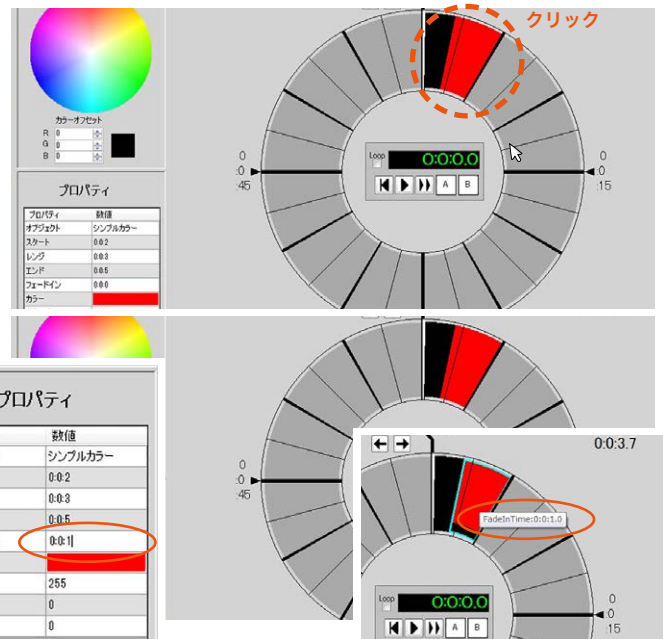 クリック
カラーオフセット
R 0
G 0
B 0
0
:0
:45
Loop
0:0:0.0
A B
0
:0
:15
プロパティ
プロパティ 数値
オブジェクト シンプルカラー
スタート 0:0:2
レンジ 0:0:3
エンド 0:0:5
フェードイン 0:0:0
カラー
プロパティ
数値
シンプルカラー
0:0:2
0:0:3
0:0:5
0:0:1
255
0
0
0
:0
:45
← →
0:0:3.7
FadeInTime:0:0:1.0
Loop
0:0:0.0
A B
0
:0
:15